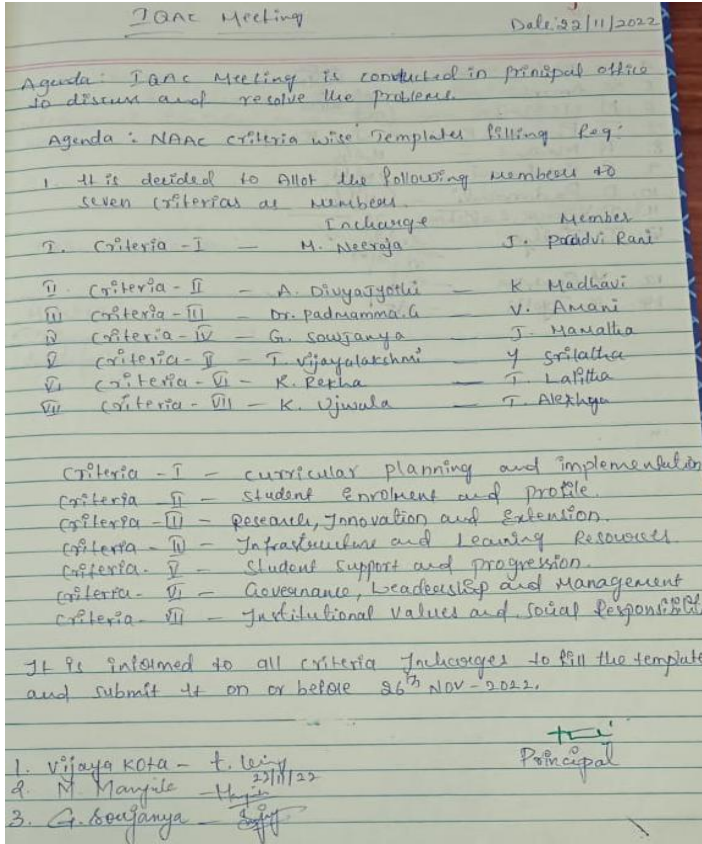 IQAC Meeting
Date: 22/11/2022
Agenda: IQAC Meeting is conducted in prinipal office
to discuss and resolve the problems.
Agenda: NAAC criteria wise Templates filling Reg:
1. It is decided to Allot the following members to
seven criterias as members.
Incharge Member
I. Criteria - I — M. Neeraja J. Rani
II. Criteria - II — A. Divyajyothi — K Madhavi
III Criteria - III — Dr. Padmamma.G — V. Amani
IV Criteria - IV — G. Sowjanya — J. Mamatha
V Criteria - V — T. Vijayalakshmi — Y Srilatha
VI Criteria - VI — K. Rekha — T. Lalitha
VII Criteria - VII — K. Ujwala — T. Alekhya
Criteria - I — curricular planning and implementation
Criteria II — Student Enrolment and profile.
Criteria - III — Research, Innovation and Extension.
Criteria - IV — Infrastructure and Learning Resources.
Criteria - V — Student Support and progression.
Criteria - VI — Governance, Leadership and Management
Criteria - VII — Institutional Values and Social Responsibilit
It is informed to all criteria Incharges to fill the template
and submit it on or before 26th Nov - 2022.
Principal
1. Vijaya Kota -
22/11/22
2. M. -
3. G. Soujanya -